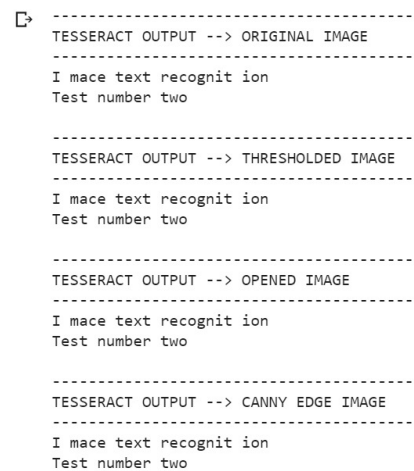 ----------------------------------------
TESSERACT OUTPUT --> ORIGINAL IMAGE
----------------------------------------
I mace text recognit ion
Test number two
----------------------------------------
TESSERACT OUTPUT --> THRESHOLDED IMAGE
----------------------------------------
I mace text recognit ion
Test number two
----------------------------------------
TESSERACT OUTPUT --> OPENED IMAGE
----------------------------------------
I mace text recognit ion
Test number two
----------------------------------------
TESSERACT OUTPUT --> CANNY EDGE IMAGE
----------------------------------------
I mace text recognit ion
Test number two